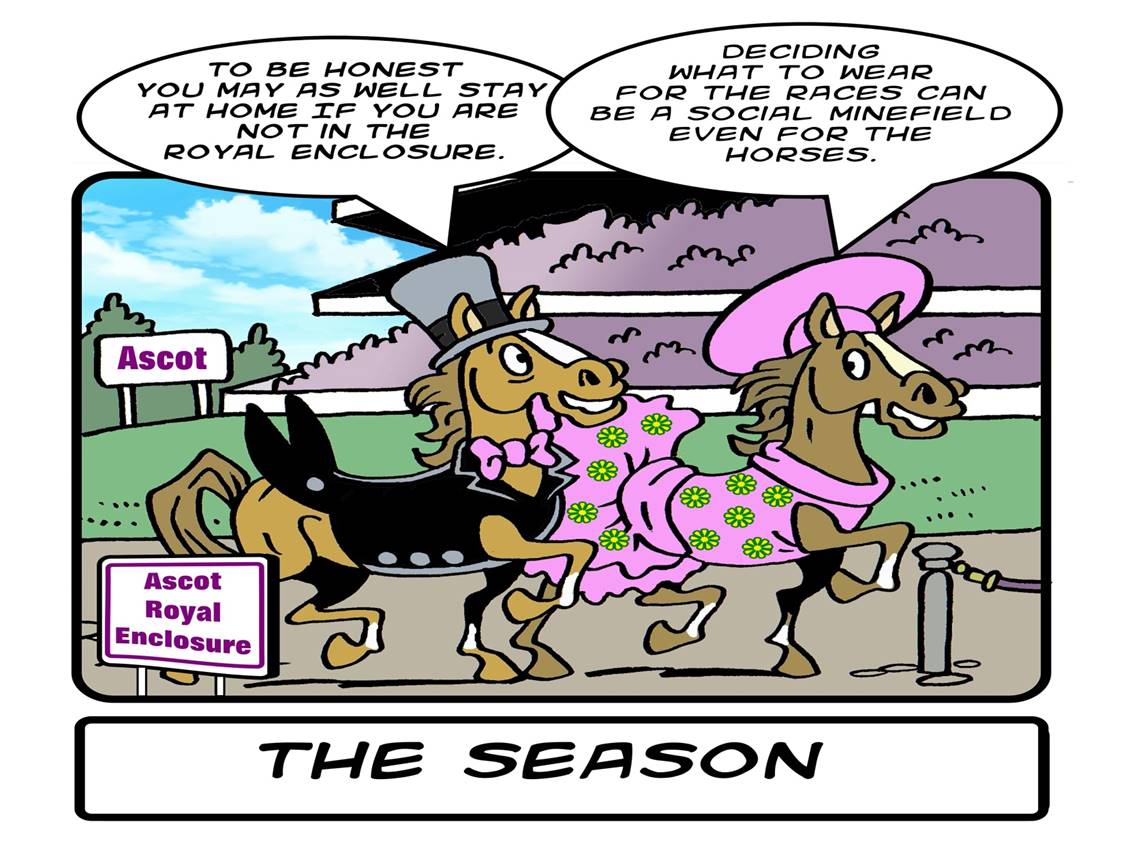 TO BE HONEST
YOU MAY AS WELL STAY
AT HOME IF YOU ARE
NOT IN THE
ROYAL ENCLOSURE.
DECIDING
WHAT TO WEAR
FOR THE RACES CAN
BE A SOCIAL MINEFIELD
EVEN FOR THE
HORSES.
Ascot
Ascot
Royal
Enclosure
THE SEASON